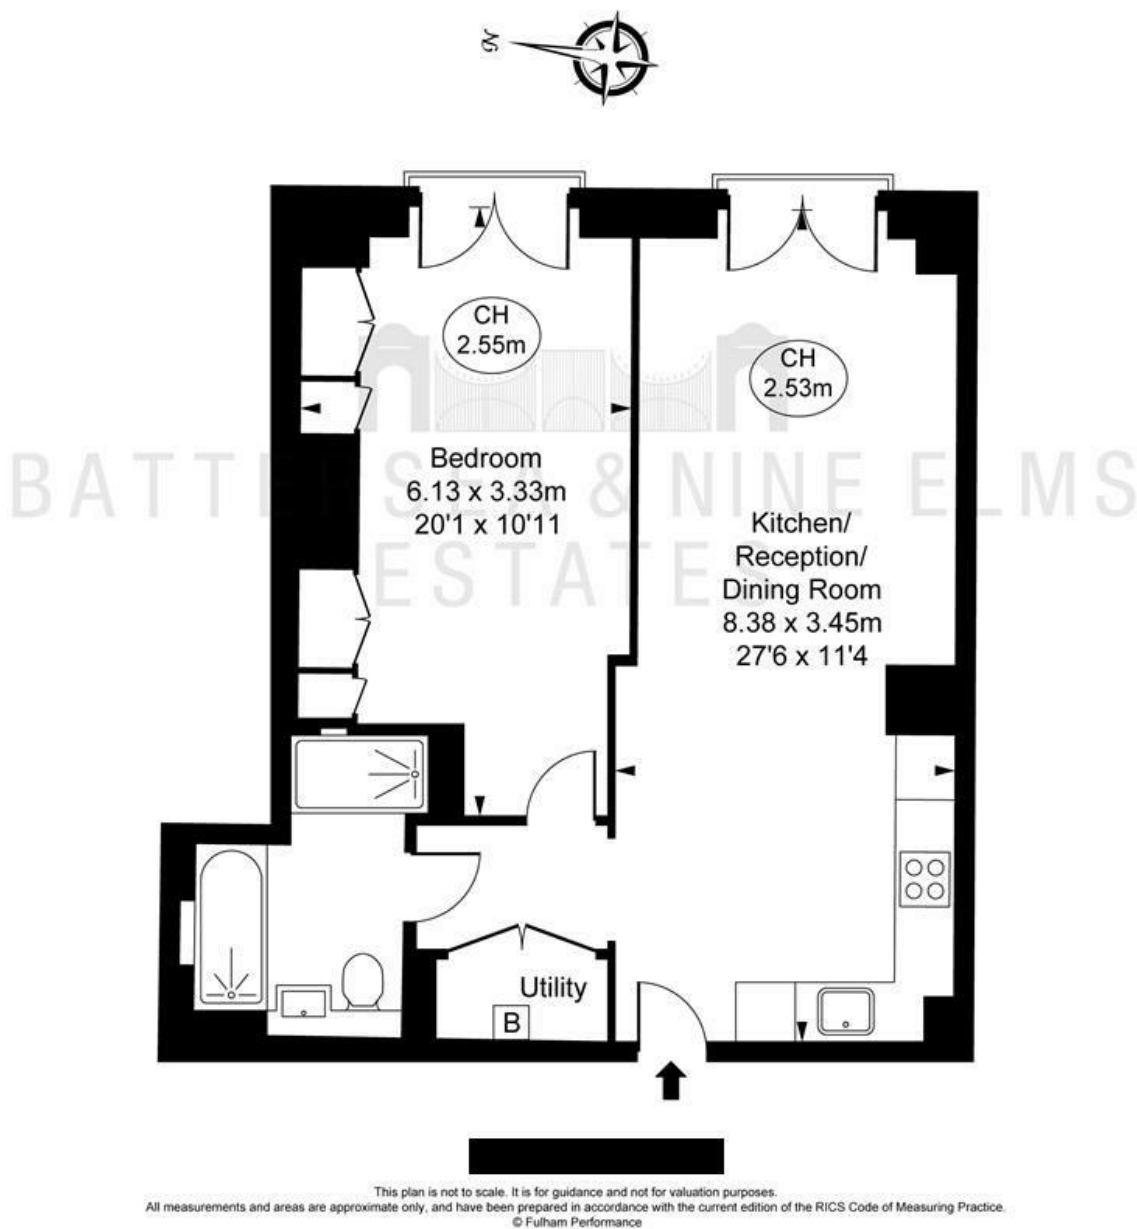 N
CH
2.55m
CH
2.53m
BATTERSEA & NINE ELMS
ESTATES
Bedroom
6.13 x 3.33m
20'1 x 10'11
Kitchen/
Reception/
Dining Room
8.38 x 3.45m
27'6 x 11'4
Utility
B
This plan is not to scale. It is for guidance and not for valuation purposes.
All measurements and areas are approximate only, and have been prepared in accordance with the current edition of the RICS Code of Measuring Practice.
© Fulham Performance